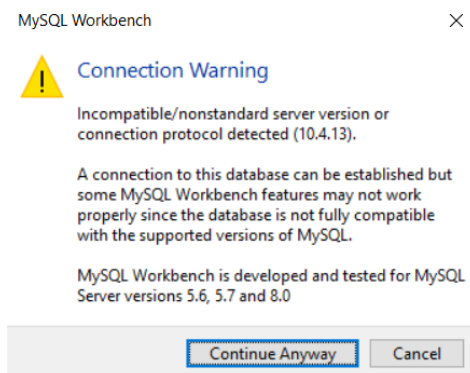 MySQL Workbench
Connection Warning
Incompatible/nonstandard server version or
connection protocol detected (10.4.13).
A connection to this database can be established but
some MySQL Workbench features may not work
properly since the database is not fully compatible
with the supported versions of MySQL.
MySQL Workbench is developed and tested for MySQL
Server versions 5.6, 5.7 and 8.0
Continue Anyway Cancel